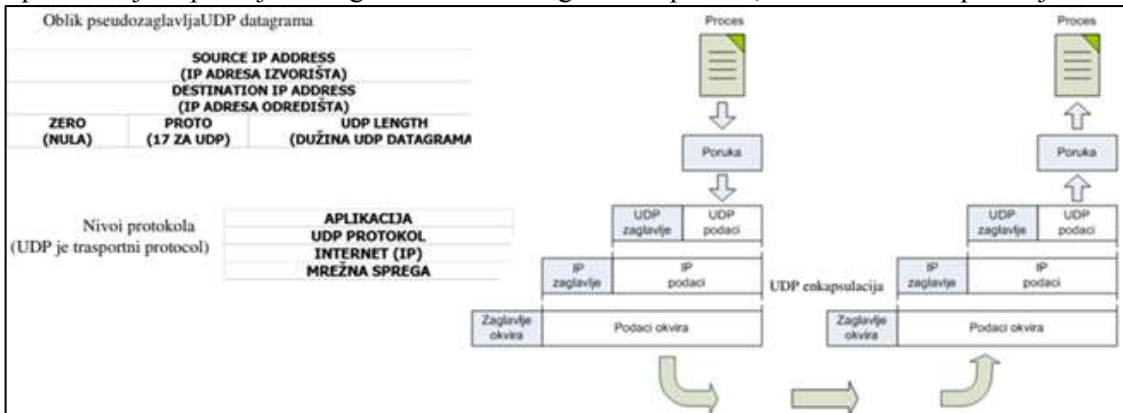 Oblik pseudozaglavljaUDP datagrama
SOURCE IP ADDRESS
(IP ADRESA IZVORIŠTA)
DESTINATION IP ADDRESS
(IP ADRESA ODREDIŠTA)
ZERO
(NULA)
PROTO
(17 ZA UDP)
UDP LENGTH
(DUŽINA UDP DATAGRAMA
Nivoi protokola
(UDP je trasportni protocol)
APLIKACIJA
UDP PROTOKOL
INTERNET (IP)
MREŽNA SPREGA
Proces
Poruka
UDP
zaglavlje
UDP
podaci
IP
zaglavlje
IP
podaci
Zaglavlje
okvira
Podaci okvira
UDP enkapsulacija
Proces
Poruka
UDP
zaglavlje
UDP
podaci
IP
zaglavlje
IP
podaci
Zaglavlje
okvira
Podaci okvira